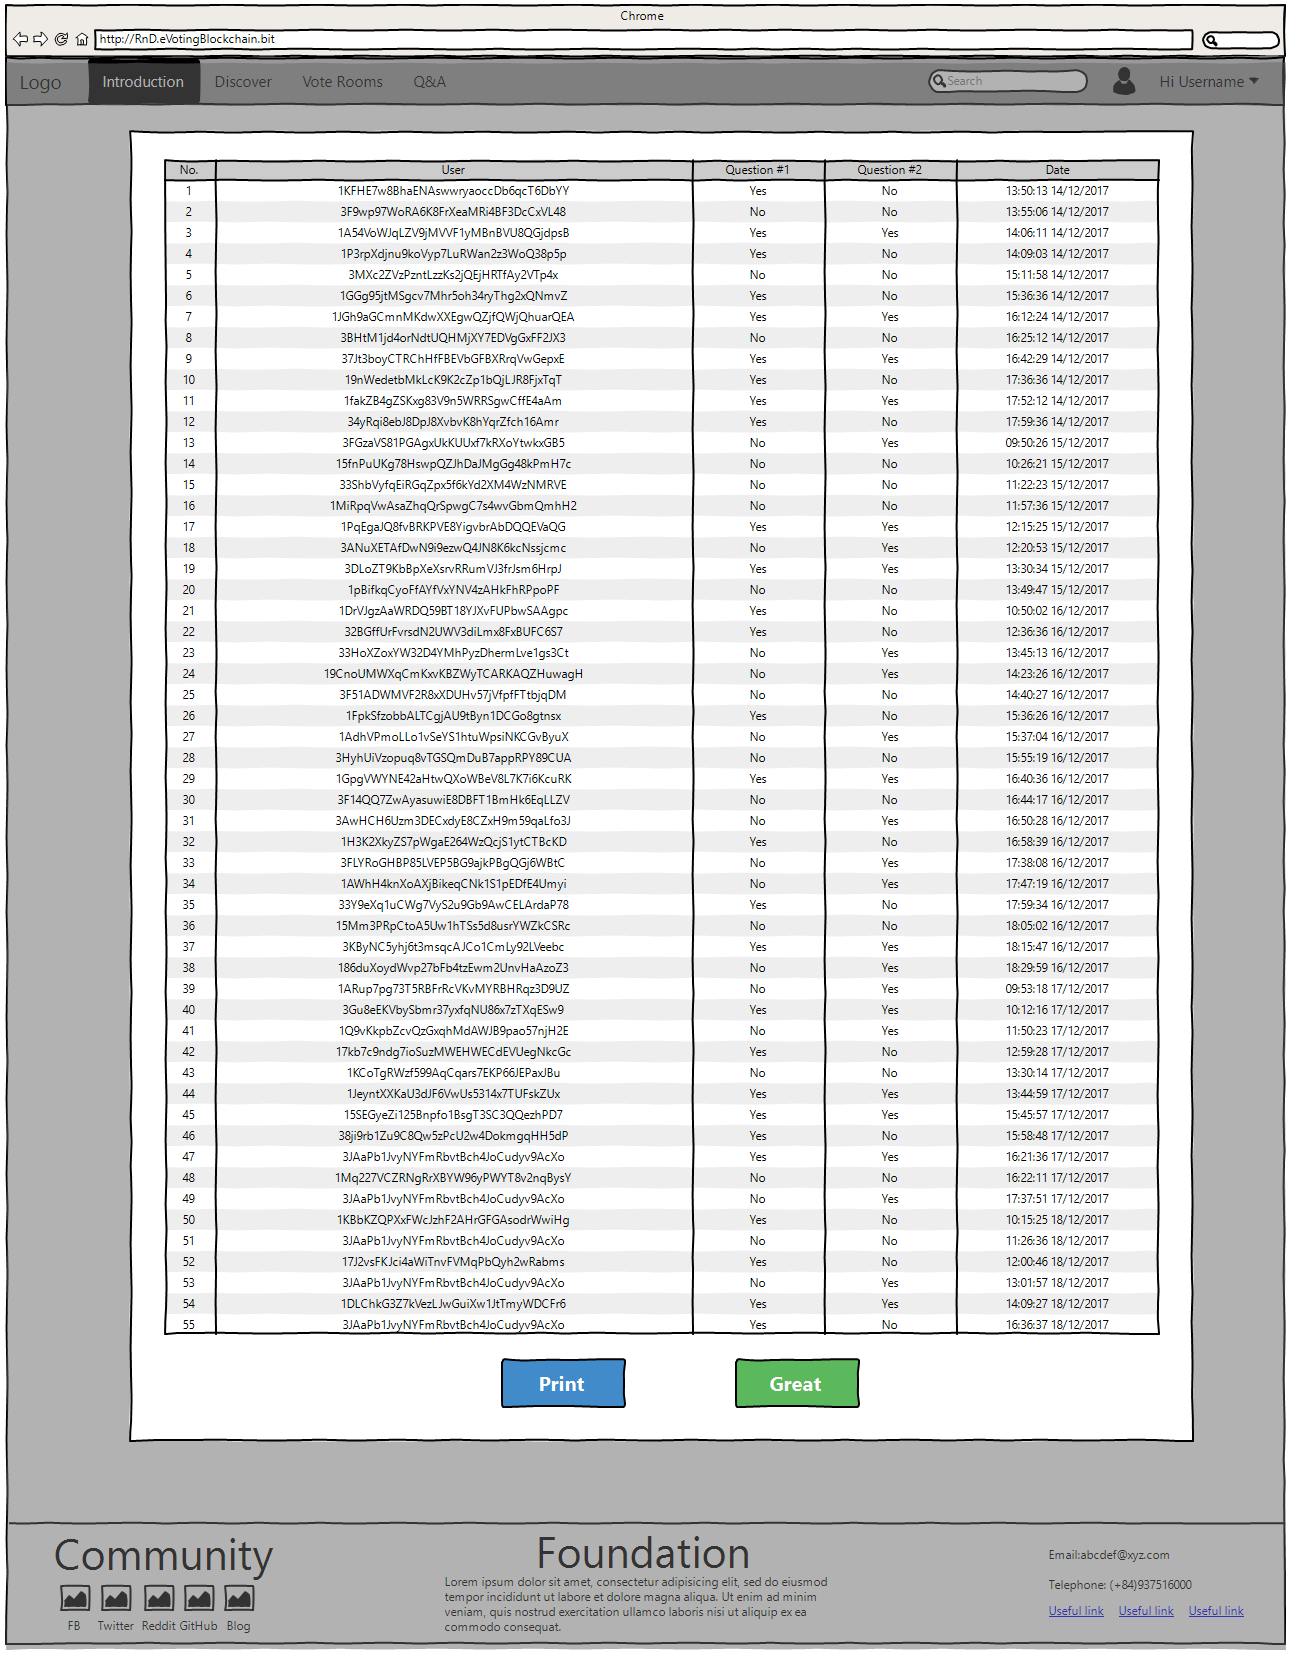 Chrome
http://RnD.eVotingBlockchain.bit
Logo Introduction Discover Vote Rooms Q&A Search Hi Username
No. User Question #1 Question #2 Date
1 1KFHE7w8BhaENAswwryaoccDb6qcT6DbYY Yes No 13:50:13 14/12/2017
2 3F9wp97WoRA6K8FrXeaMRi4BF3DcCxVL48 No No 13:55:06 14/12/2017
3 1A54VoWJqLZV9jMVVF1yMBnBVU8QGjdpsB Yes Yes 14:06:11 14/12/2017
4 1P3rpXdjnu9koVyp7LuRWan2z3WoQ38p5p Yes No 14:09:03 14/12/2017
5 3MXc2ZVzPzntLzzKs2jQEjHRTfAy2VTp4x No No 15:11:58 14/12/2017
6 1GGg95jtMSgcv7Mhr5oh34ryThg2xQNmvZ Yes No 15:36:36 14/12/2017
7 1JGh9aGCmnMKdwXXEgwQZjfQWjQhuarQEA Yes Yes 16:12:24 14/12/2017
8 3BHtM1jd4orNdtUQHMjXY7EDVgGxFF2JX3 No No 16:25:12 14/12/2017
9 37Jt3boyCTRChHfFBEVbGFBXRrqVwGepxE Yes Yes 16:42:29 14/12/2017
10 19nWedetbMkLcK9K2cZp1bQjLJR8FjxTqT Yes No 17:36:36 14/12/2017
11 1fakZB4gZSKxg83V9n5WRRSgwCffE4aAm Yes Yes 17:52:12 14/12/2017
12 34yRqi8ebJ8DpJ8XvbvK8hYqrZfch16Amr Yes No 17:59:36 14/12/2017
13 3FGzaVS81PGAgxUkKUUxf7kRXoYtwkxGB5 No Yes 09:50:26 15/12/2017
14 15fnPuUKg78HswpQZJhDaJMgGg48kPmH7c No No 10:26:21 15/12/2017
15 33ShbVyfqEiRGqZpx5f6kYd2XM4WzNMRVE No No 11:22:23 15/12/2017
16 1MiRpqVwAsaZhqQrSpwgC7s4wvGbmQmhH2 No No 11:57:36 15/12/2017
17 1PqEgaJQ8fvBRKPVE8YigvbrAbDQQEVaQG Yes Yes 12:15:25 15/12/2017
18 3ANuXETAfDwN9i9ezwQ4JN8K6kcNssjcmc No Yes 12:20:53 15/12/2017
19 3DLoZT9KbBpXeXsrvRRumVJ3frJsm6HrpJ Yes Yes 13:30:34 15/12/2017
20 1pBifkqCyoFfAYfVxYNV4zAHkFhRPpoPF No No 13:49:47 15/12/2017
21 1DrVJgzAaWRDQ59BT18YJXvFUPbwSAAgpc Yes No 10:50:02 16/12/2017
22 32BGffUrFvrsdN2UWV3diLmx8FxBUFC6S7 Yes No 12:36:36 16/12/2017
23 33HoXZoxYW32D4YMhPyzDhermLve1gs3Ct No Yes 13:45:13 16/12/2017
24 19CnoUMWXqCmKxvKBZWyTCARKAQZHuwagH No Yes 14:23:26 16/12/2017
25 3F51ADWMVF2R8xXDUHv57jVfpfFTtbjqDM No No 14:40:27 16/12/2017
26 1FpkSfzobbALTCgjAU9tByn1DCGo8gtnsx Yes No 15:36:26 16/12/2017
27 1AdhVPmoLLo1vSeYS1htuWpsiNKCGvByuX No Yes 15:37:04 16/12/2017
28 3HyhUiVzopuq8vTGSQmDuB7appRPY89CUA No No 15:55:19 16/12/2017
29 1GpgVWYNE42aHtwQXoWBeV8L7K7i6KcuRK Yes Yes 16:40:36 16/12/2017
30 3F14QQ7ZwAyasuwiE8DBFT1BmHk6EqLLZV No No 16:44:17 16/12/2017
31 3AwHCH6Uzm3DECxdyE8CZxH9m59qaLfo3J No Yes 16:50:28 16/12/2017
32 1H3K2XkyZS7pWgaE264WzQcjS1ytCTBcKD Yes No 16:58:39 16/12/2017
33 3FLYRoGHBP85LVEP5BG9ajkPBgQGj6WBtC No Yes 17:38:08 16/12/2017
34 1AWhH4knXoAXjBikeqCNk1S1pEDfE4Umyi No Yes 17:47:19 16/12/2017
35 33Y9eXq1uCWg7VyS2u9Gb9AwCELArdaP78 Yes No 17:59:34 16/12/2017
36 15Mm3PRpCtoA5Uw1hTSs5d8usrYWZkCSRc No No 18:05:02 16/12/2017
37 3KByNC5yhj6t3msqcAJCo1CmLy92LVeebc Yes Yes 18:15:47 16/12/2017
38 186duXoydWvp27bFb4tzEwm2UnvHaAzoZ3 No Yes 18:29:59 16/12/2017
39 1ARup7pg73T5RBFrRcVKvMYRBHRqz3D9UZ No Yes 09:53:18 17/12/2017
40 3Gu8eEKVbySbmr37yxfqNU86x7zTXqESw9 Yes Yes 10:12:16 17/12/2017
41 1Q9vKkpbZcvQzGxqhMdAWJB9pao57njH2E No Yes 11:50:23 17/12/2017
42 17kb7c9ndg7ioSuzMWEHWECdEVUegNkcGc Yes No 12:59:28 17/12/2017
43 1KCoTgRWzf599AqCqars7EKP66JEPaxJBu No No 13:30:14 17/12/2017
44 1JeyntXXKaU3dJF6VwUs5314x7TUFskZUx Yes Yes 13:44:59 17/12/2017
45 15SEGyeZi125Bnpfo1BsgT3SC3QQezhPD7 Yes Yes 15:45:57 17/12/2017
46 38ji9rb1Zu9C8Qw5zPcU2w4DokmgqHH5dP Yes No 15:58:48 17/12/2017
47 3JAaPb1JvyNYFmRbvtBch4JoCudyv9AcXo Yes Yes 16:21:36 17/12/2017
48 1Mq227VCZRNgRrXBYW96yPWYT8v2nqBysY No No 16:22:11 17/12/2017
49 3JAaPb1JvyNYFmRbvtBch4JoCudyv9AcXo No Yes 17:37:51 17/12/2017
50 1KBbKZQPXxFWcJzhF2AHrGFGAsodrWwiHg Yes No 10:15:25 18/12/2017
51 3JAaPb1JvyNYFmRbvtBch4JoCudyv9AcXo No No 11:26:36 18/12/2017
52 17J2vsFKJci4aWiTnvFVMqPbQyh2wRabms Yes No 12:00:46 18/12/2017
53 3JAaPb1JvyNYFmRbvtBch4JoCudyv9AcXo No Yes 13:01:57 18/12/2017
54 1DLChkG3Z7kVezLJwGuiXw1JtTmyWDCFr6 Yes Yes 14:09:27 18/12/2017
55 3JAaPb1JvyNYFmRbvtBch4JoCudyv9AcXo Yes No 16:36:37 18/12/2017
Print Great
Community
FB Twitter Reddit GitHub Blog
Foundation
Lorem ipsum dolor sit amet, consectetur adipisicing elit, sed do eiusmod
tempor incididunt ut labore et dolore magna aliqua. Ut enim ad minim
veniam, quis nostrud exercitation ullamco laboris nisi ut aliquip ex ea
commodo consequat.
Email:abcdef@xyz.com
Telephone: (+84)937516000
Useful link Useful link Useful link